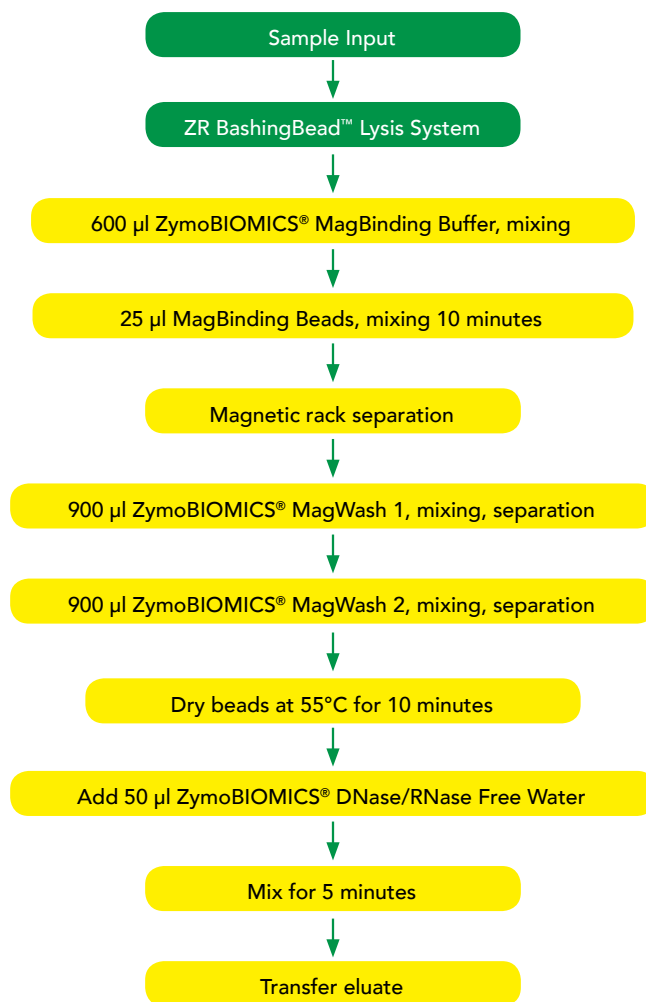 Sample Input
ZR BashingBead™ Lysis System
600 µl ZymoBIOMICS® MagBinding Buffer, mixing
25 µl MagBinding Beads, mixing 10 minutes
Magnetic rack separation
900 µl ZymoBIOMICS® MagWash 1, mixing, separation
900 µl ZymoBIOMICS® MagWash 2, mixing, separation
Dry beads at 55°C for 10 minutes
Add 50 µl ZymoBIOMICS® DNase/RNase Free Water
Mix for 5 minutes
Transfer eluate